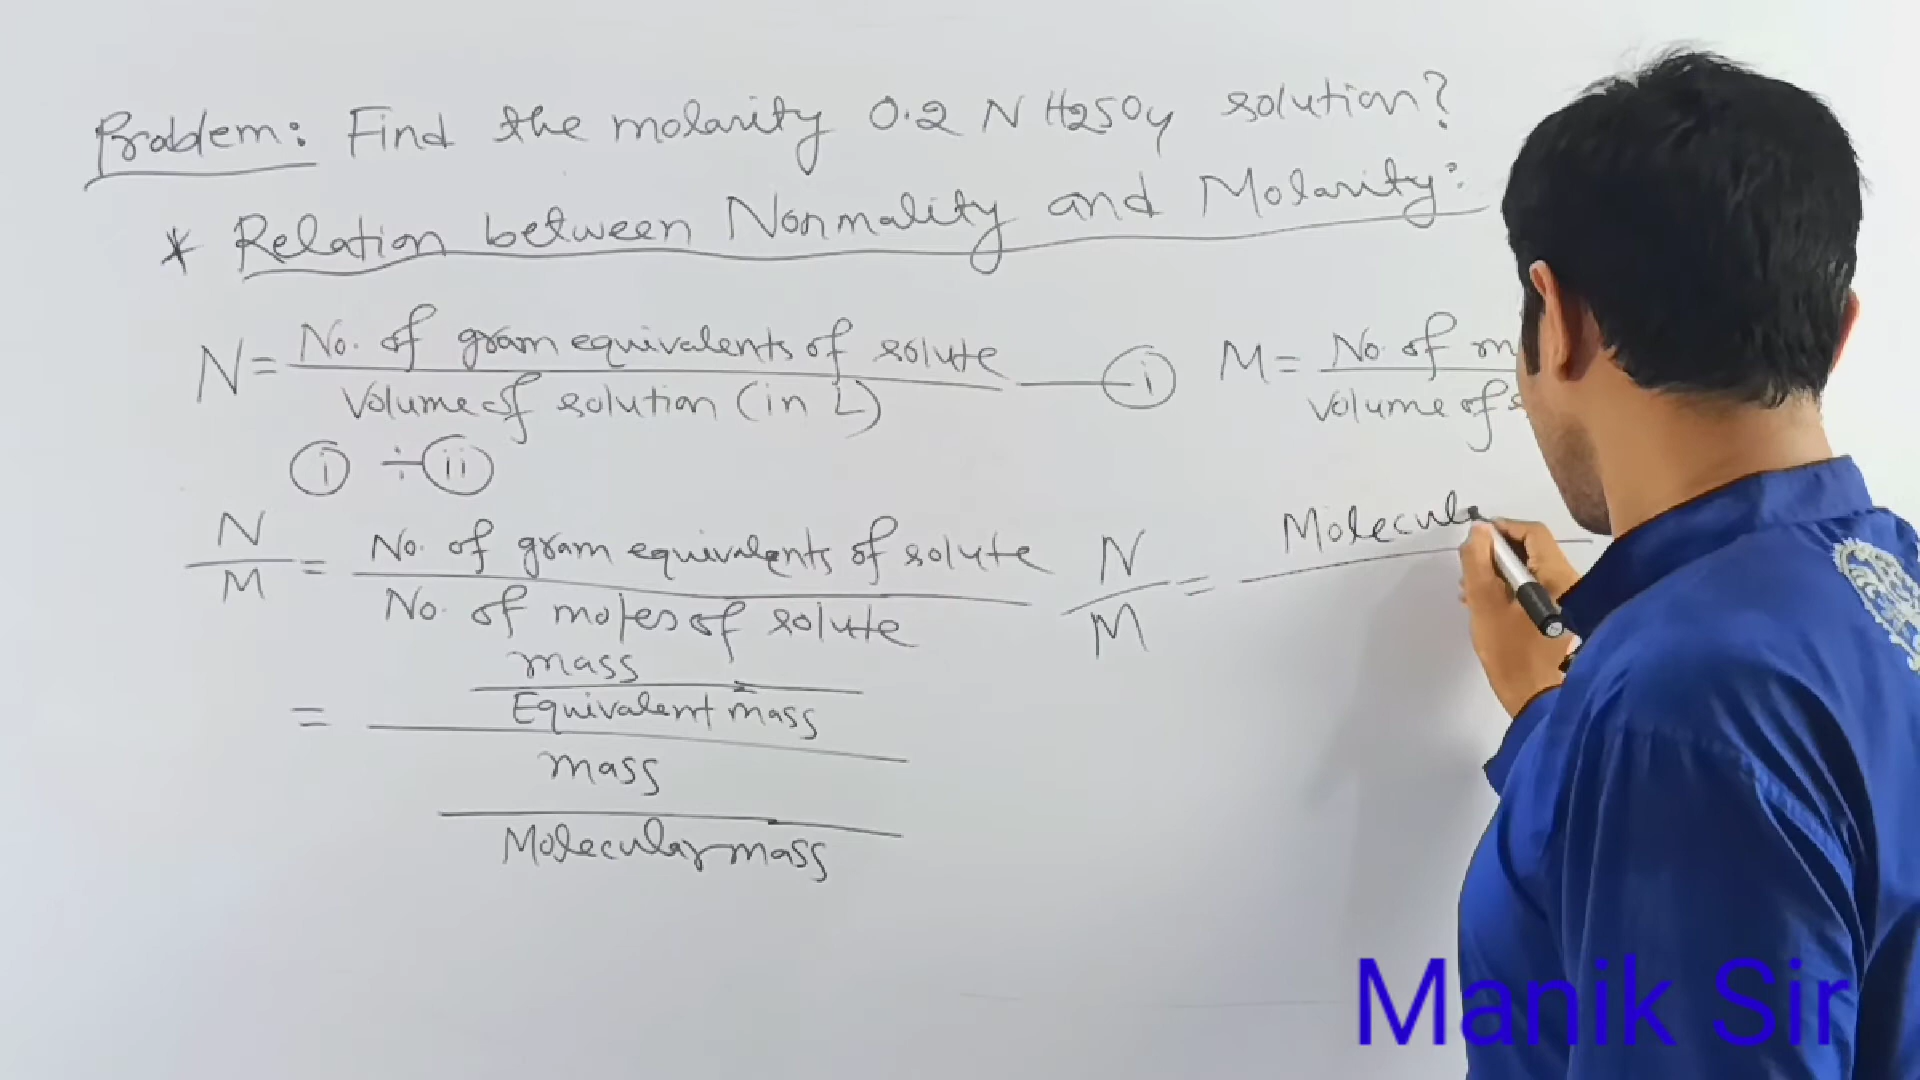 Problem: Find the molarity 0.2 N H2SO4 solution?
* Relation between Normality and Molarity:
N = No. of gram equivalents of solute
Volume of solution (in L)
i
M = No. of
Volume of
i ÷ ii
N/M = No. of gram equivalents of solute
No. of moles of solute
N/M = Molecul
= mass
Equivalent mass
mass
Molecular mass
Manik Sir